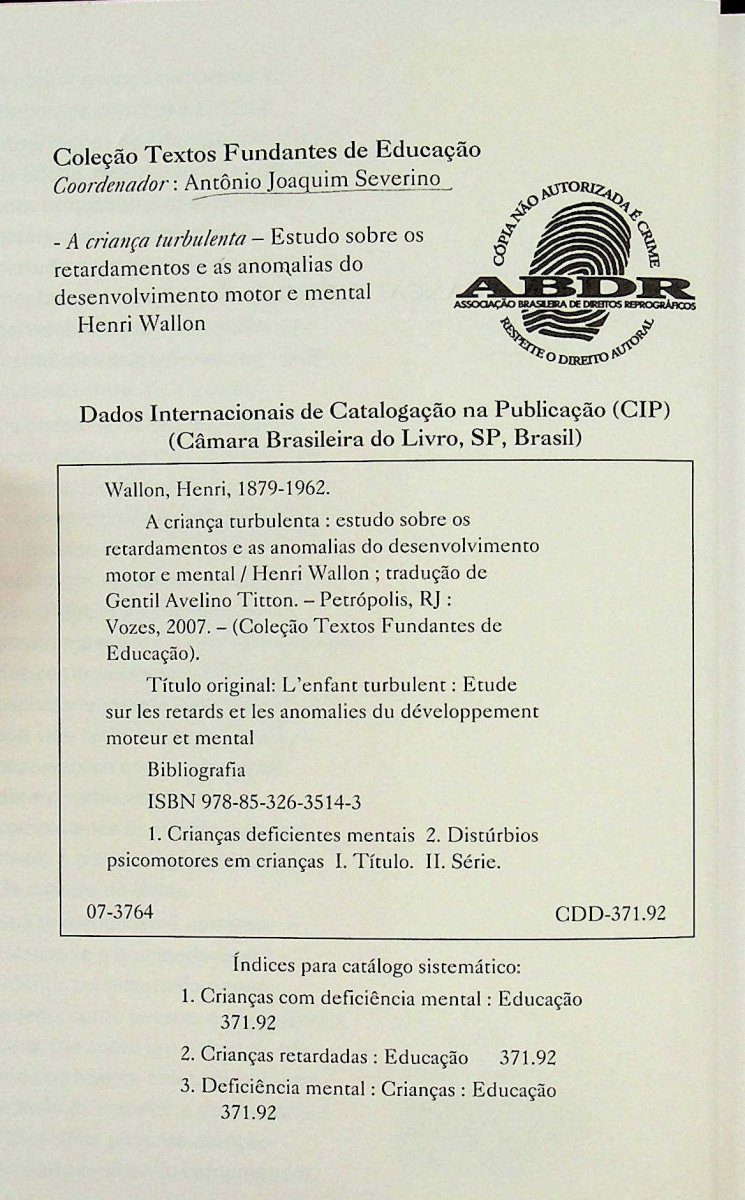 Coleção Textos Fundantes de Educação
Coordenador: Antônio Joaquim Severino
- A criança turbulenta – Estudo sobre os
retardamentos e as anomalias do
desenvolvimento motor e mental
Henri Wallon
CÓPIA NÃO AUTORIZADA É CRIME
ABDR
ASSOCIAÇÃO BRASILEIRA DE DIREITOS REPROGRÁFICOS
RESPEITE O DIREITO AUTORAL
Dados Internacionais de Catalogação na Publicação (CIP)
(Câmara Brasileira do Livro, SP, Brasil)
Wallon, Henri, 1879-1962.
A criança turbulenta : estudo sobre os
retardamentos e as anomalias do desenvolvimento
motor e mental / Henri Wallon ; tradução de
Gentil Avelino Titton. – Petrópolis, RJ :
Vozes, 2007. – (Coleção Textos Fundantes de
Educação).
Título original: L'enfant turbulent : Etude
sur les retards et les anomalies du développement
moteur et mental
Bibliografia
ISBN 978-85-326-3514-3
1. Crianças deficientes mentais 2. Distúrbios
psicomotores em crianças I. Título. II. Série.
07-3764 CDD-371.92
Índices para catálogo sistemático:
1. Crianças com deficiência mental : Educação
371.92
2. Crianças retardadas : Educação 371.92
3. Deficiência mental : Crianças : Educação
371.92